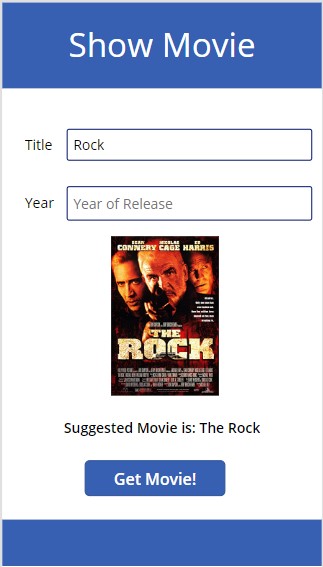 Show Movie
Title Rock
Year Year of Release
SEAN CONNERY NICOLAS CAGE ED HARRIS
THE
ROCK
Suggested Movie is: The Rock
Get Movie!